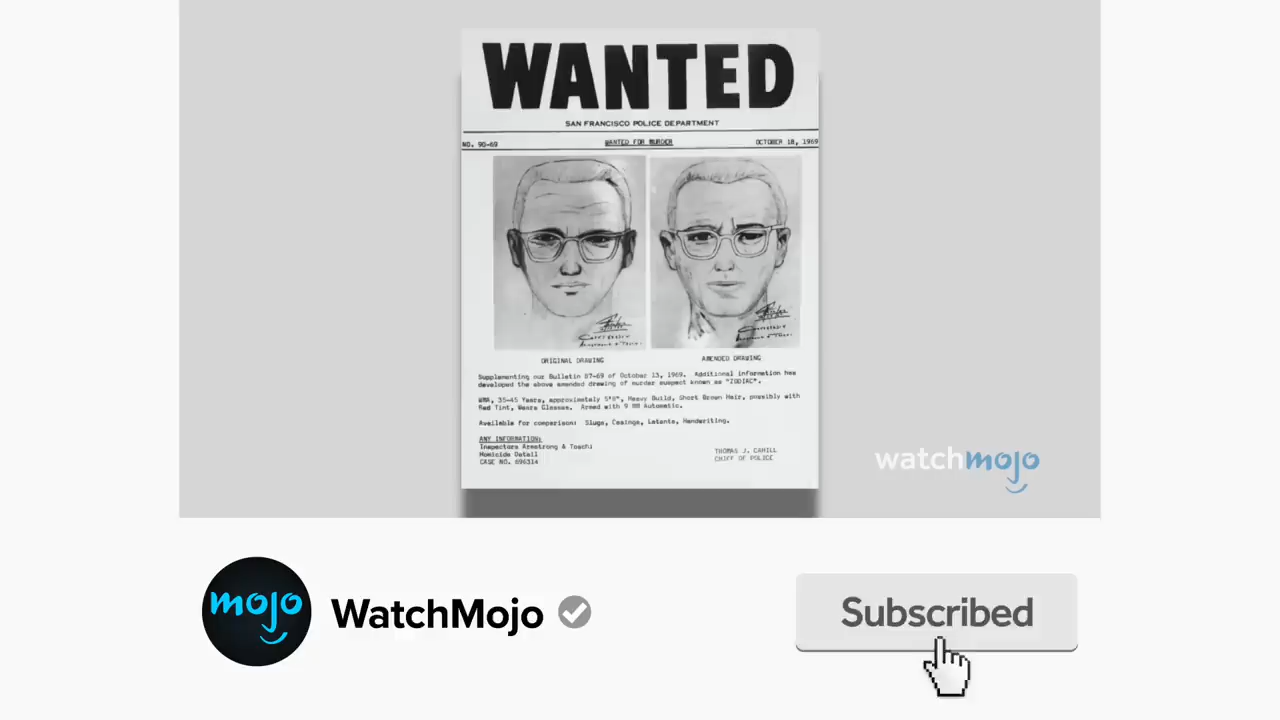 WANTED
SAN FRANCISCO POLICE DEPARTMENT
NO. 90-69 WANTED FOR MURDER OCTOBER 18, 1969
ORIGINAL DRAWING AMENDED DRAWING
Supplementing our Bulletin 87-69 of October 13, 1969. Additional information has
developed the above amended drawing of murder suspect known as "ZODIAC".
WMA, 35-45 Years, approximately 5'8", Heavy Build, Short Brown Hair, possibly with
Red Tint, Wears Glasses. Armed with 9 MM Automatic.
Available for comparison: Slugs, Casings, Latents, Handwriting.
ANY INFORMATION:
Inspectors Armstrong & Toschi
Homicide Detail
CASE NO. 696314
THOMAS J. CAHILL
CHIEF OF POLICE
watchmojo
mojo
WatchMojo
Subscribed